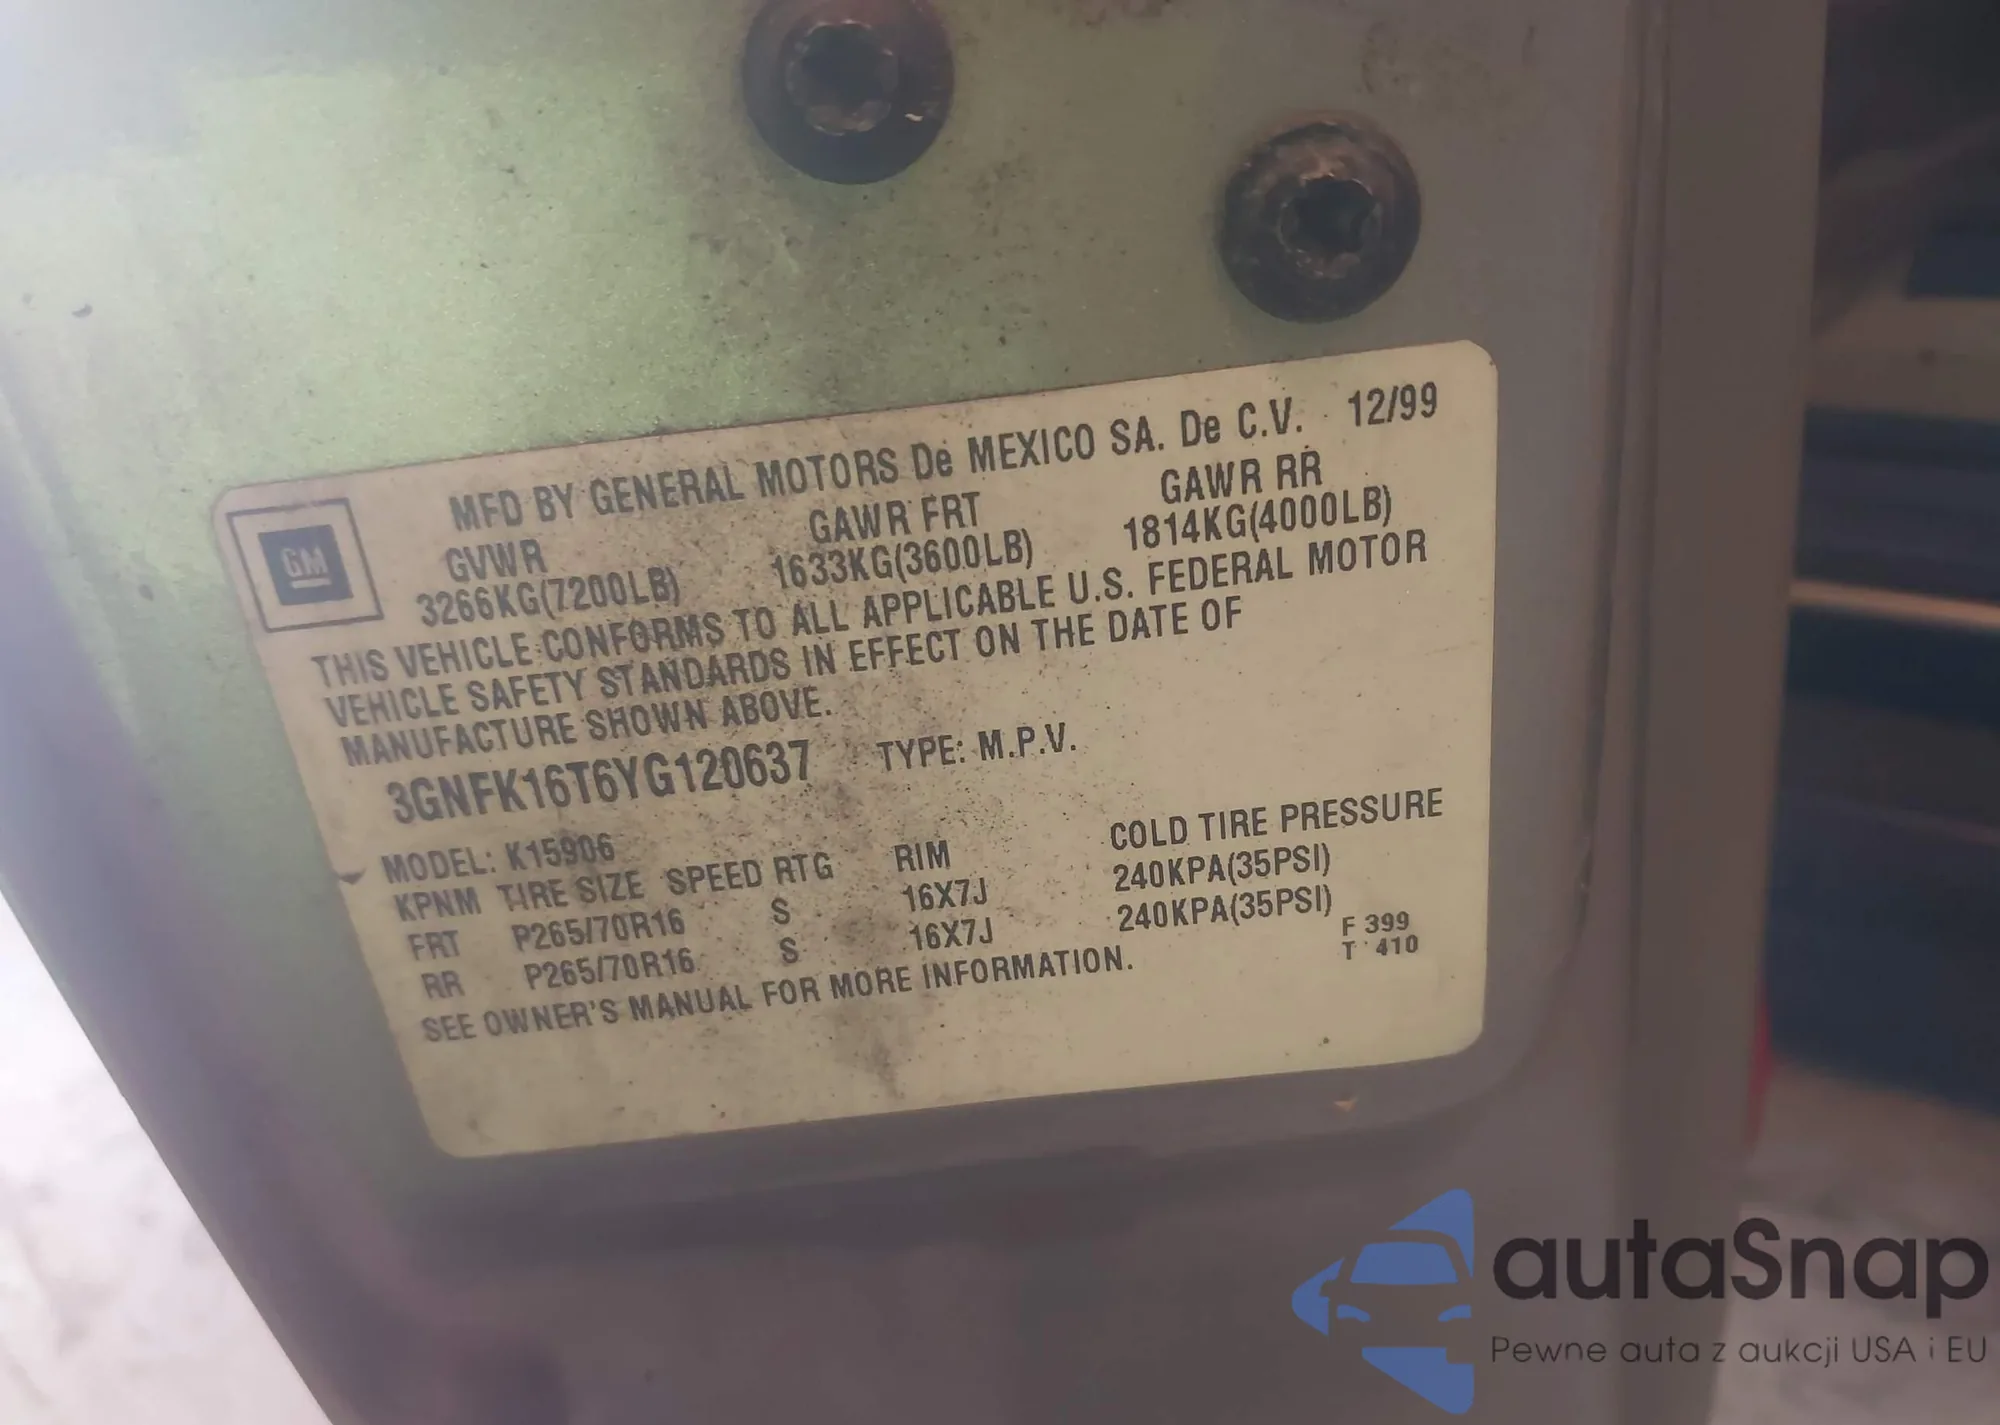 MFD BY GENERAL MOTORS De MEXICO SA. De C.V. 12/99
GVWR GAWR FRT GAWR RR
3266KG(7200LB) 1633KG(3600LB) 1814KG(4000LB)
GM
THIS VEHICLE CONFORMS TO ALL APPLICABLE U.S. FEDERAL MOTOR
VEHICLE SAFETY STANDARDS IN EFFECT ON THE DATE OF
MANUFACTURE SHOWN ABOVE.
3GNFK16T6YG120637 TYPE: M.P.V.
MODEL: K15906
KPNM TIRE SIZE SPEED RTG RIM COLD TIRE PRESSURE
FRT P265/70R16 S 16X7J 240KPA(35PSI)
RR P265/70R16 S 16X7J 240KPA(35PSI)
SEE OWNER'S MANUAL FOR MORE INFORMATION.
F 399
T 410
autaSnap
Pewne auta z aukcji USA i EU